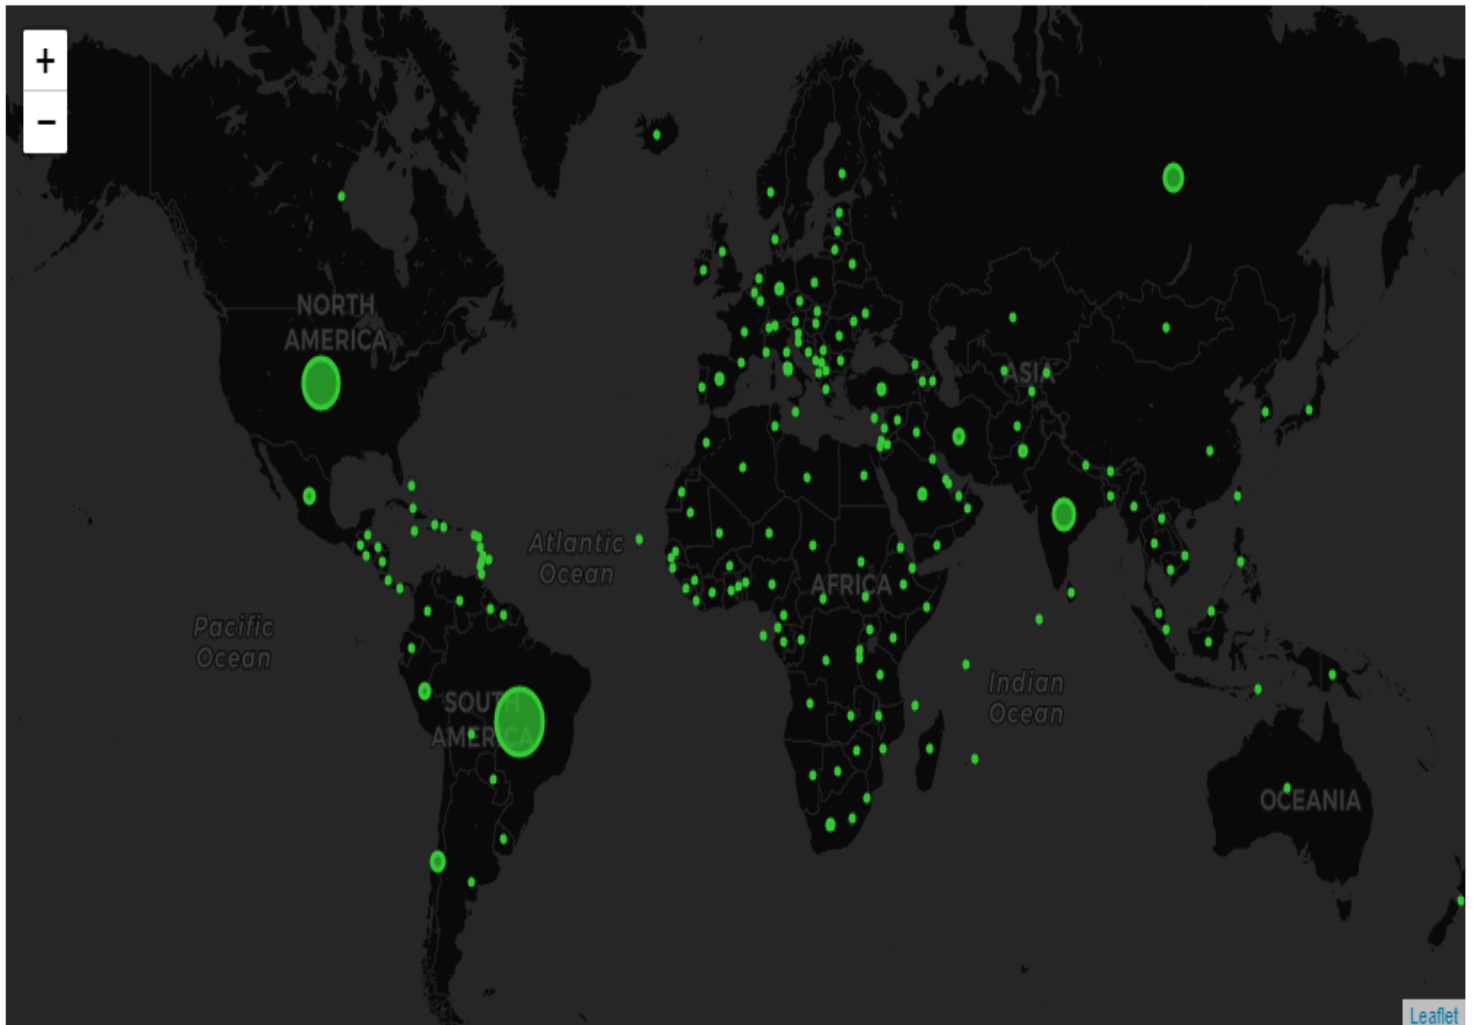 +
−
NORTH
AMERICA
ASIA
Atlantic
Ocean
AFRICA
Pacific
Ocean
Indian
Ocean
SOUTH
AMERICA
OCEANIA
Leaflet